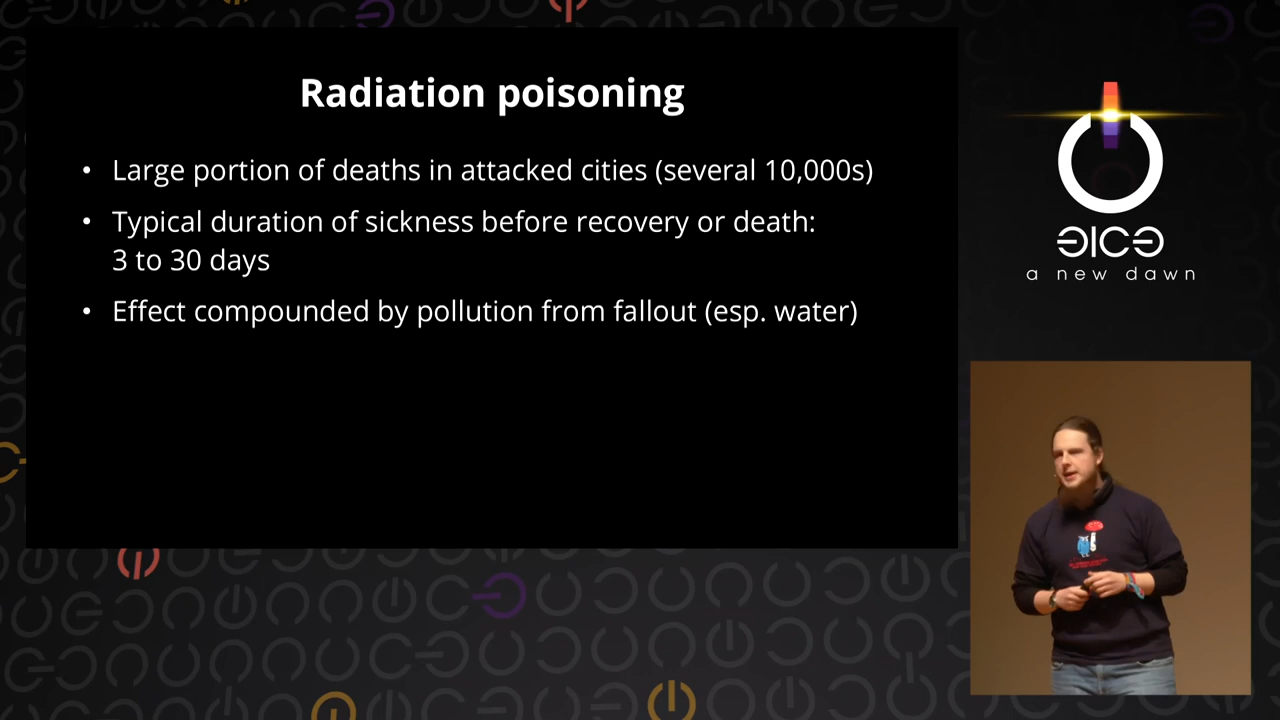 Radiation poisoning
• Large portion of deaths in attacked cities (several 10,000s)
• Typical duration of sickness before recovery or death:
3 to 30 days
• Effect compounded by pollution from fallout (esp. water)
a new dawn